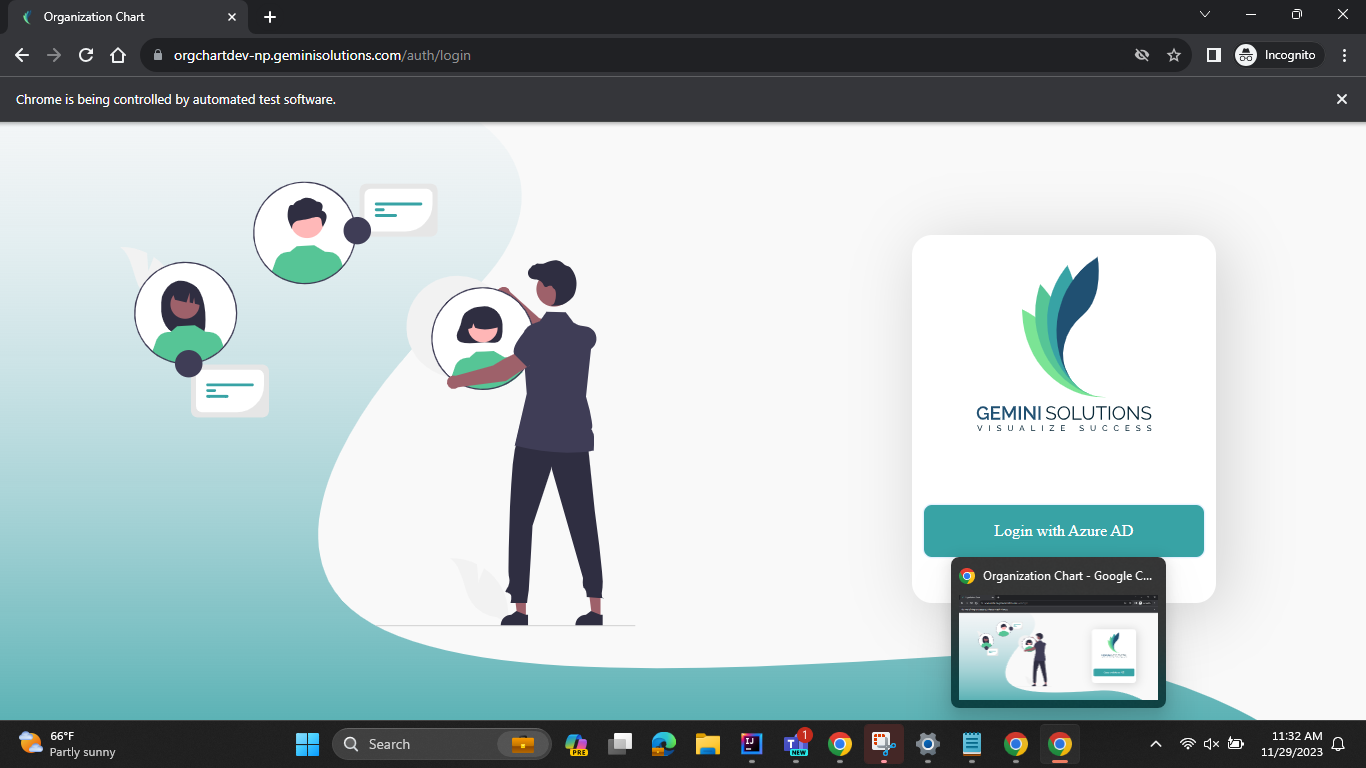 Organization Chart
orgchartdev-np.geminisolutions.com/auth/login
Incognito
Chrome is being controlled by automated test software.
GEMINI SOLUTIONS
VISUALIZE SUCCESS
Login with Azure AD
Organization Chart - Google C...
66°F
Partly sunny
Search
PRE
IJ
T
1
NEW
11:32 AM
11/29/2023